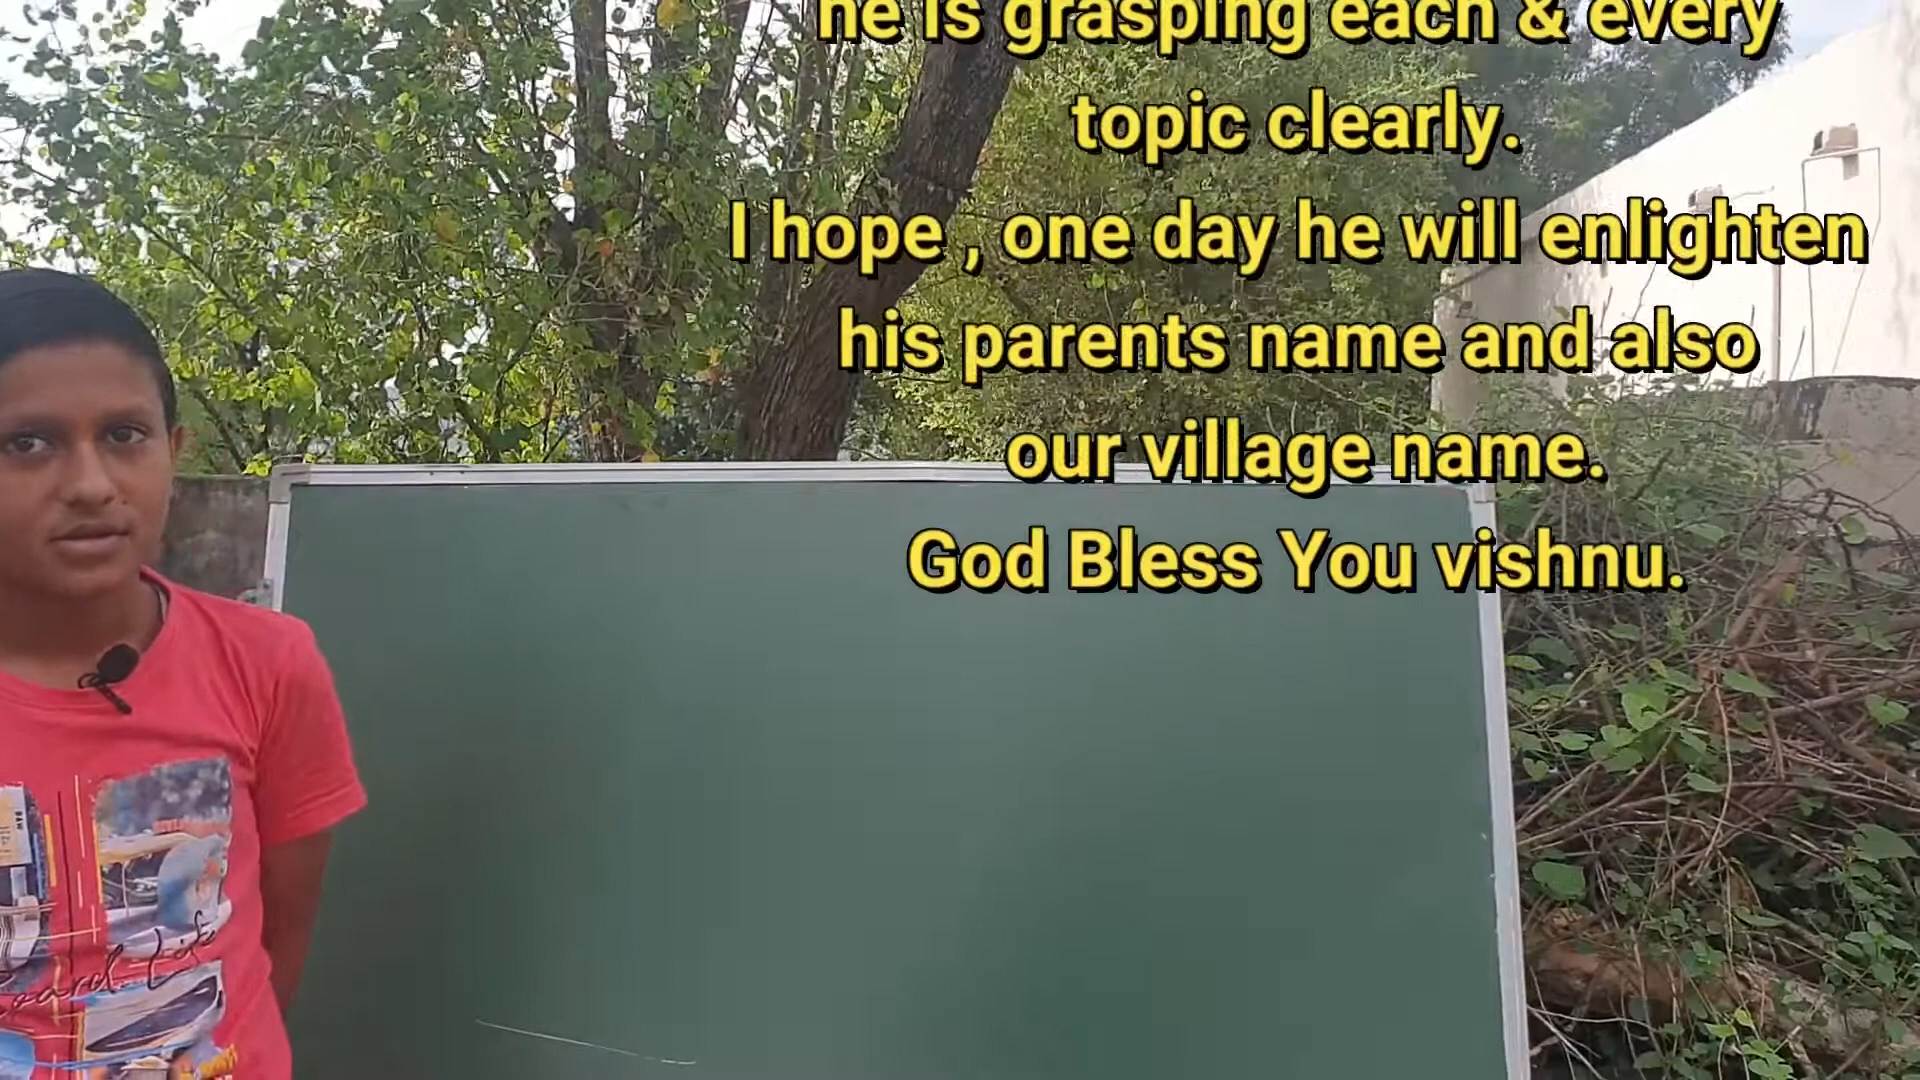 he is grasping each & every
topic clearly.
I hope , one day he will enlighten
his parents name and also
our village name.
God Bless You vishnu.